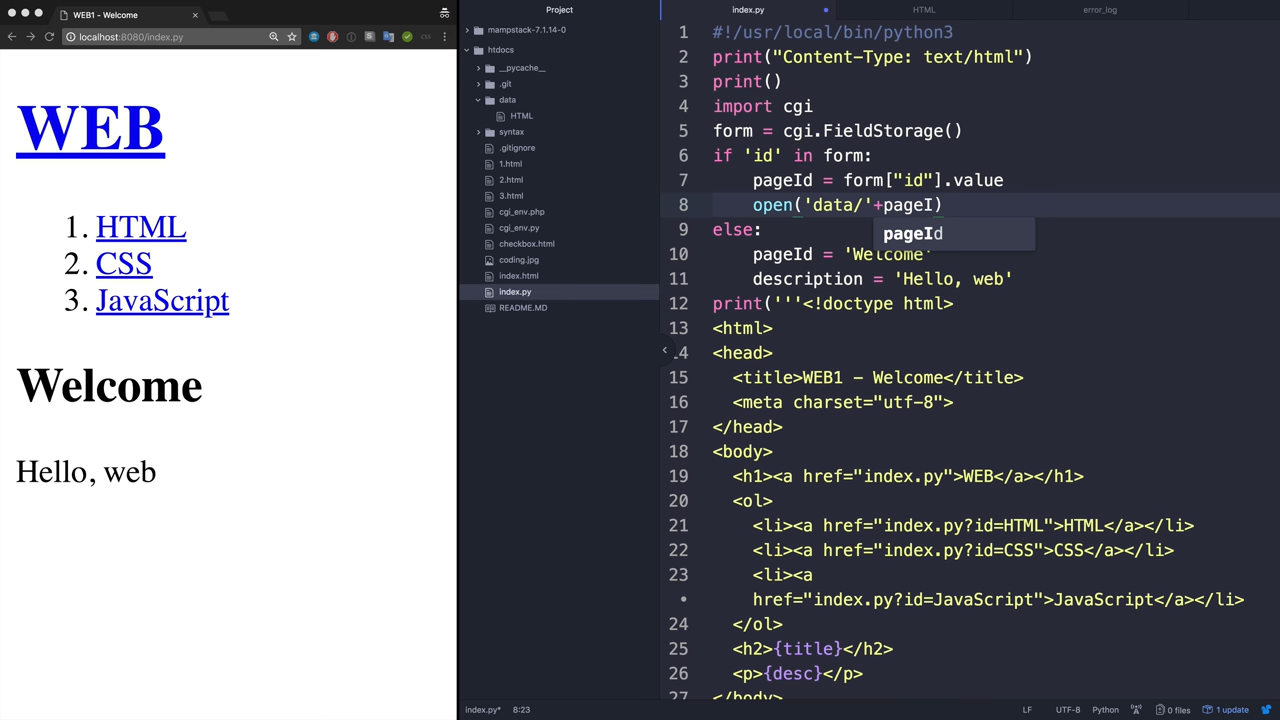 WEB1 - Welcome
localhost:8080/index.py
WEB
1. HTML
2. CSS
3. JavaScript
Welcome
Hello, web
Project
mampstack-7.1.14-0
htdocs
__pycache__
.git
data
HTML
syntax
.gitignore
1.html
2.html
3.html
cgi_env.php
cgi_env.py
checkbox.html
coding.jpg
index.html
index.py
README.MD
index.py HTML error_log
1 #!/usr/local/bin/python3
2 print("Content-Type: text/html")
3 print()
4 import cgi
5 form = cgi.FieldStorage()
6 if 'id' in form:
7 pageId = form["id"].value
8 open('data/'+pageI)
pageId
9 else:
10 pageId = 'Welcome'
11 description = 'Hello, web'
12 print('''<!doctype html>
13 <html>
14 <head>
15 <title>WEB1 - Welcome</title>
16 <meta charset="utf-8">
17 </head>
18 <body>
19 <h1><a href="index.py">WEB</a></h1>
20 <ol>
21 <li><a href="index.py?id=HTML">HTML</a></li>
22 <li><a href="index.py?id=CSS">CSS</a></li>
23 <li><a
• href="index.py?id=JavaScript">JavaScript</a></li>
24 </ol>
25 <h2>{title}</h2>
26 <p>{desc}</p>
27 </body>
index.py* 8:23 LF UTF-8 Python 0 files 1 update